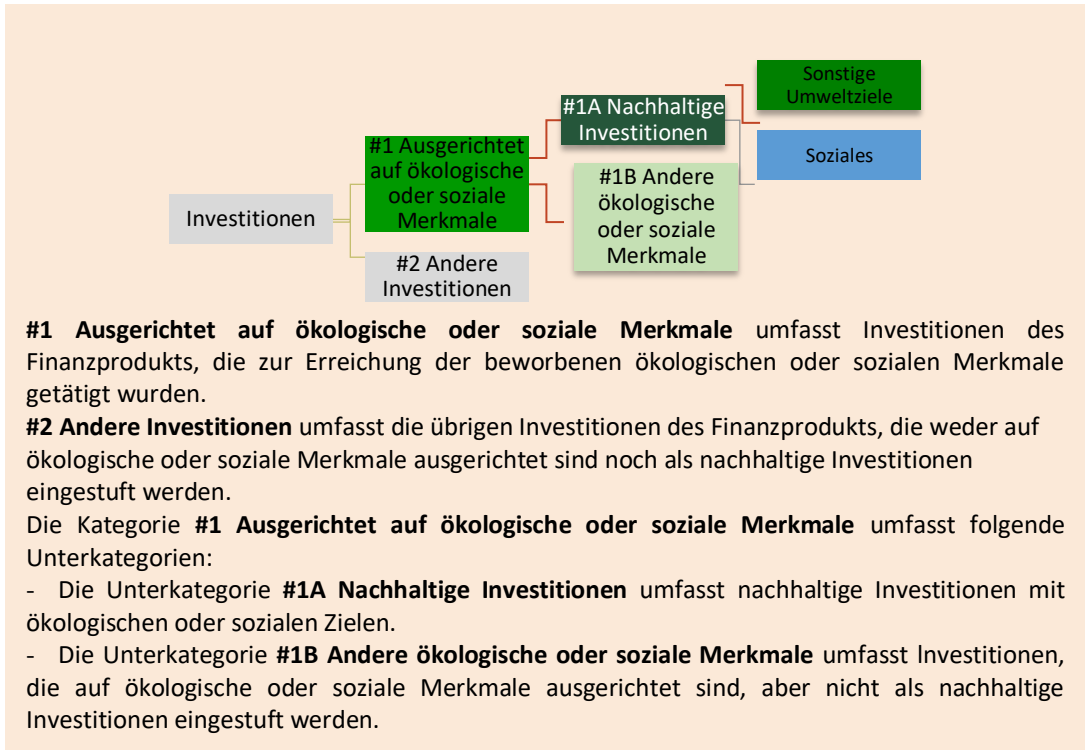 Sonstige
Umweltziele
#1A Nachhaltige
Investitionen
#1 Ausgerichtet
auf ökologische
oder soziale
Merkmale
Soziales
#1B Andere
ökologische
oder soziale
Merkmale
Investitionen
#2 Andere
Investitionen
#1 Ausgerichtet auf ökologische oder soziale Merkmale umfasst Investitionen des
Finanzprodukts, die zur Erreichung der beworbenen ökologischen oder sozialen Merkmale
getätigt wurden.
#2 Andere Investitionen umfasst die übrigen Investitionen des Finanzprodukts, die weder auf
ökologische oder soziale Merkmale ausgerichtet sind noch als nachhaltige Investitionen
eingestuft werden.
Die Kategorie #1 Ausgerichtet auf ökologische oder soziale Merkmale umfasst folgende
Unterkategorien:
- Die Unterkategorie #1A Nachhaltige Investitionen umfasst nachhaltige Investitionen mit
ökologischen oder sozialen Zielen.
- Die Unterkategorie #1B Andere ökologische oder soziale Merkmale umfasst Investitionen,
die auf ökologische oder soziale Merkmale ausgerichtet sind, aber nicht als nachhaltige
Investitionen eingestuft werden.